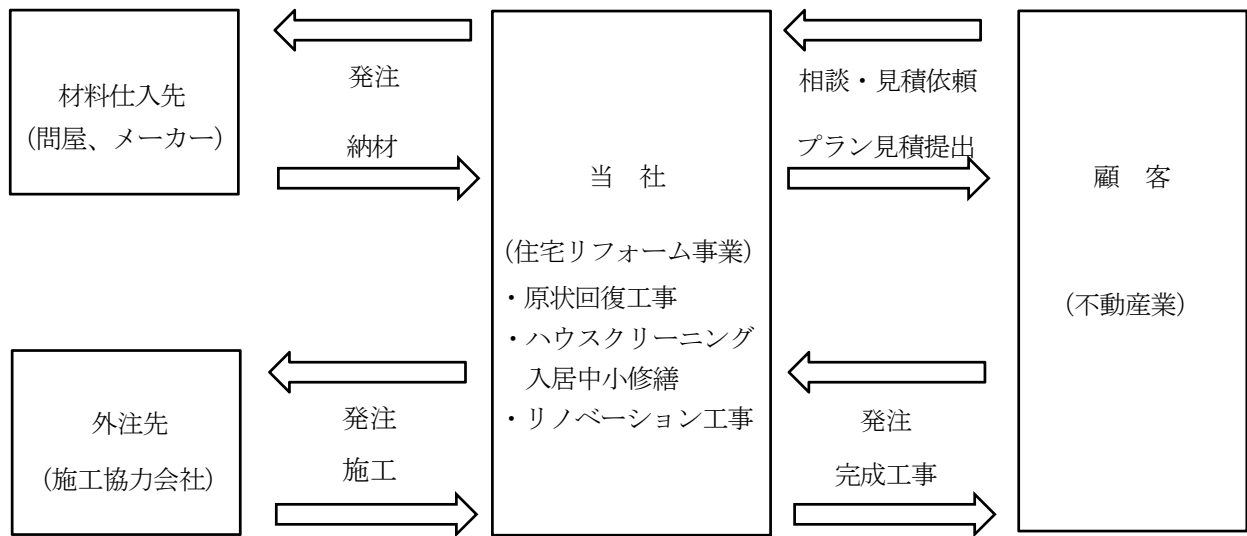 材料仕入先
(問屋、メーカー)
発注
納材
外注先
(施工協力会社)
発注
施工
当　社
(住宅リフォーム事業)
・原状回復工事
・ハウスクリーニング
入居中小修繕
・リノベーション工事
相談・見積依頼
プラン見積提出
発注
完成工事
顧　客
(不動産業)